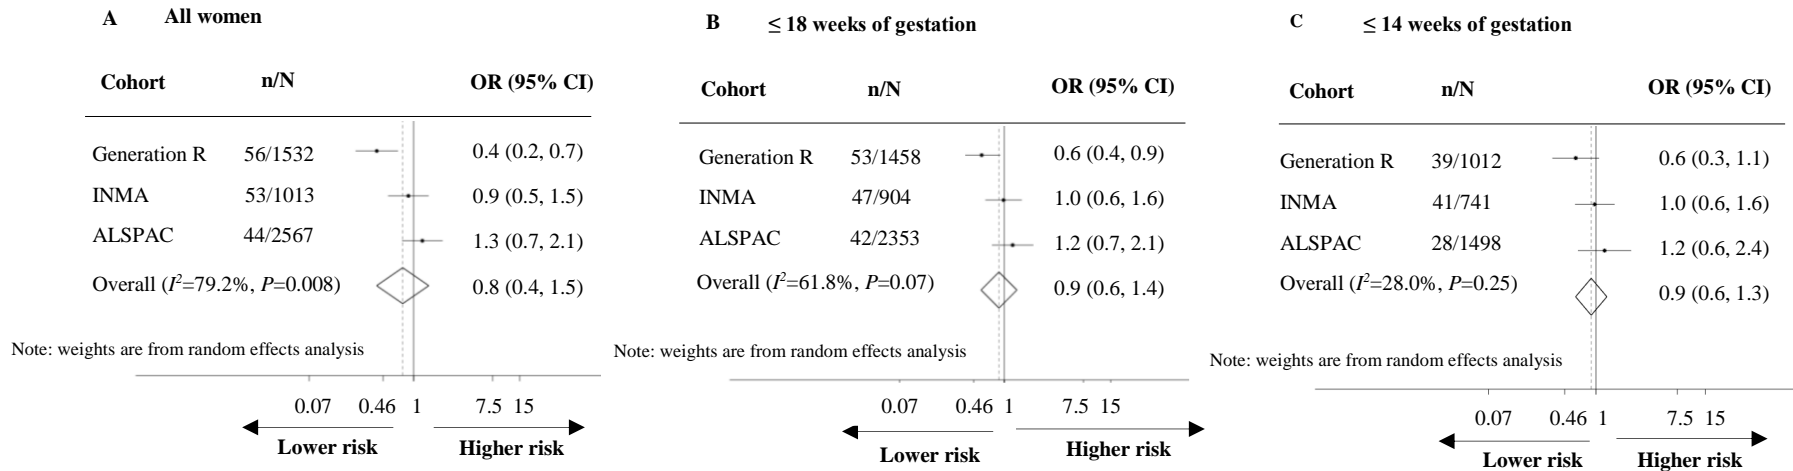 A All women
Cohort n/N OR (95% CI)
Generation R 56/1532 0.4 (0.2, 0.7)
INMA 53/1013 0.9 (0.5, 1.5)
ALSPAC 44/2567 1.3 (0.7, 2.1)
Overall (I²=79.2%, P=0.008) 0.8 (0.4, 1.5)
Note: weights are from random effects analysis
0.07 0.46 1 7.5 15
Lower risk Higher risk
B ≤ 18 weeks of gestation
Cohort n/N OR (95% CI)
Generation R 53/1458 0.6 (0.4, 0.9)
INMA 47/904 1.0 (0.6, 1.6)
ALSPAC 42/2353 1.2 (0.7, 2.1)
Overall (I²=61.8%, P=0.07) 0.9 (0.6, 1.4)
Note: weights are from random effects analysis
0.07 0.46 1 7.5 15
Lower risk Higher risk
C ≤ 14 weeks of gestation
Cohort n/N OR (95% CI)
Generation R 39/1012 0.6 (0.3, 1.1)
INMA 41/741 1.0 (0.6, 1.6)
ALSPAC 28/1498 1.2 (0.6, 2.4)
Overall (I²=28.0%, P=0.25) 0.9 (0.6, 1.3)
Note: weights are from random effects analysis
0.07 0.46 1 7.5 15
Lower risk Higher risk